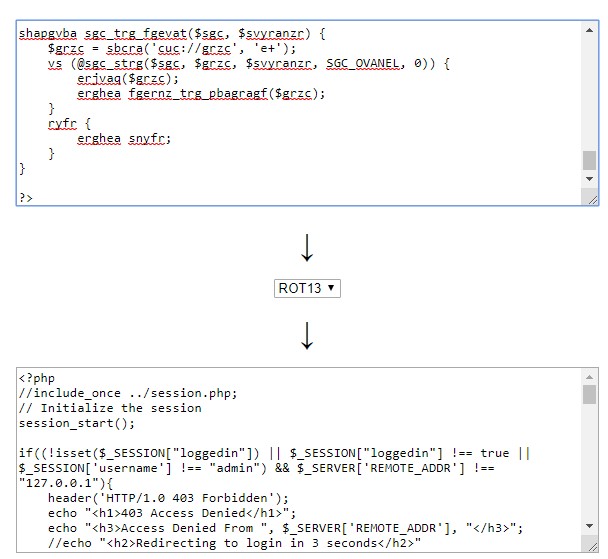 shapgvba sgc_trg_fgevat($sgc, $svyranzr) {
    $grzc = sbcra('cuc://grzc', 'e+');
    vs (@sgc_strg($sgc, $grzc, $svyranzr, SGC_OVANEL, 0)) {
        erjvaq($grzc);
        erghea fgernz_trg_pbagragf($grzc);
    }
    ryfr {
        erghea snyfr;
    }
}
?>
ROT13
<?php
//include_once ../session.php;
// Initialize the session
session_start();
if((!isset($_SESSION["loggedin"]) || $_SESSION["loggedin"] !== true ||
$_SESSION['username'] !== "admin") && $_SERVER['REMOTE_ADDR'] !==
"127.0.0.1"){
    header('HTTP/1.0 403 Forbidden');
    echo "<h1>403 Access Denied</h1>";
    echo "<h3>Access Denied From ", $_SERVER['REMOTE_ADDR'], "</h3>";
    //echo "<h2>Redirecting to login in 3 seconds</h2>"